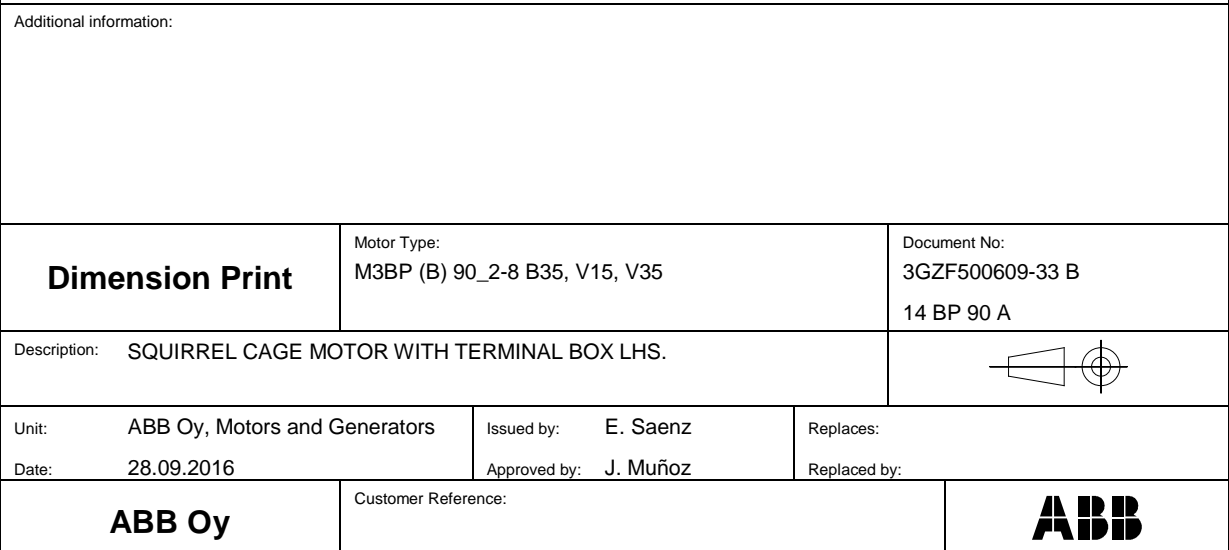 Additional information:
Dimension Print
Motor Type:
M3BP (B) 90_2-8 B35, V15, V35
Document No:
3GZF500609-33 B
14 BP 90 A
Description: SQUIRREL CAGE MOTOR WITH TERMINAL BOX LHS.
Unit: ABB Oy, Motors and Generators
Date: 28.09.2016
Issued by: E. Saenz
Approved by: J. Muñoz
Replaces:
Replaced by:
ABB Oy
Customer Reference:
ABB